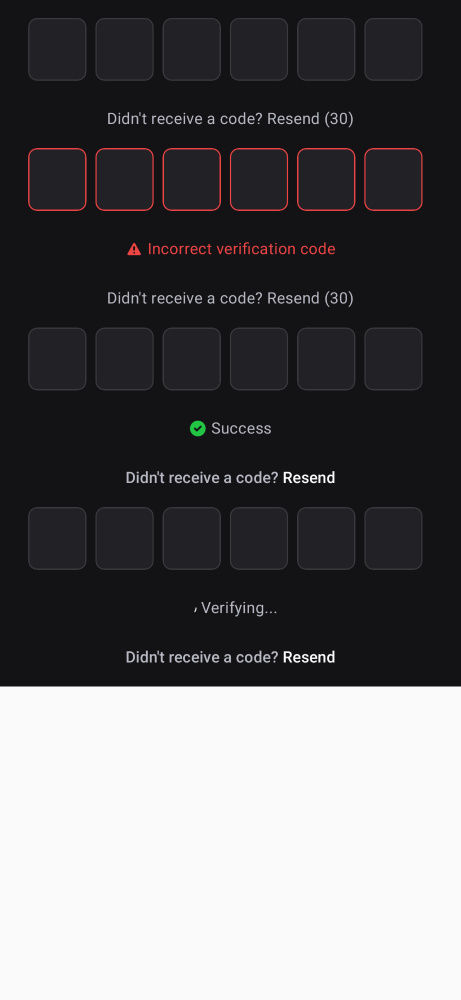 Didn't receive a code? Resend (30)
Incorrect verification code
Didn't receive a code? Resend (30)
Success
Didn't receive a code? Resend
Verifying...
Didn't receive a code? Resend